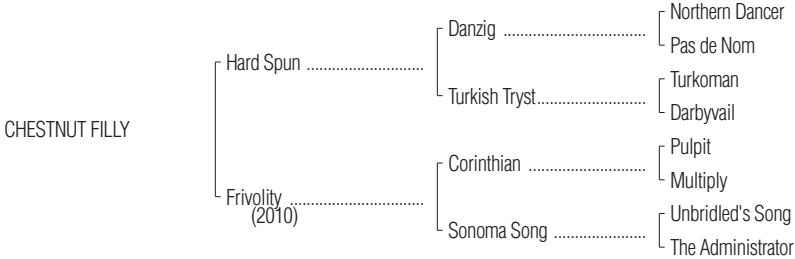 Northern Dancer
Danzig ................................
Pas de Nom
Hard Spun ..........................
Turkoman
Turkish Tryst........................
Darbyvail
CHESTNUT FILLY
Pulpit
Corinthian ..........................
Multiply
Frivolity ..............................
(2010)
Unbridled's Song
Sonoma Song ....................
The Administrator